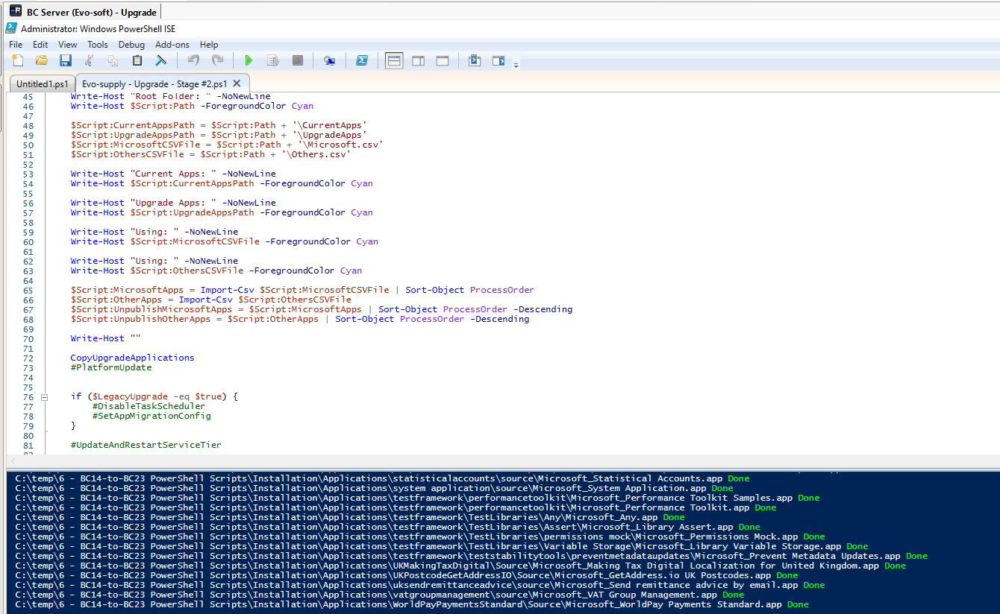 BC Server (Evo-soft) - Upgrade
Administrator: Windows PowerShell ISE
File Edit View Tools Debug Add-ons Help
Untitled1.ps1 Evo-supply - Upgrade - Stage #2.ps1
45 Write-Host "Root Folder: " -NoNewLine
46 Write-Host $Script:Path -ForegroundColor Cyan
47
48 $Script:CurrentAppsPath = $Script:Path + '\CurrentApps'
49 $Script:UpgradeAppsPath = $Script:Path + '\UpgradeApps'
50 $Script:MicrosoftCSVFile = $Script:Path + '\Microsoft.csv'
51 $Script:OthersCSVFile = $Script:Path + '\Others.csv'
52
53 Write-Host "Current Apps: " -NoNewLine
54 Write-Host $Script:CurrentAppsPath -ForegroundColor Cyan
55
56 Write-Host "Upgrade Apps: " -NoNewLine
57 Write-Host $Script:UpgradeAppsPath -ForegroundColor Cyan
58
59 Write-Host "Using: " -NoNewLine
60 Write-Host $Script:MicrosoftCSVFile -ForegroundColor Cyan
61
62 Write-Host "Using: " -NoNewLine
63 Write-Host $Script:OthersCSVFile -ForegroundColor Cyan
64
65 $Script:MicrosoftApps = Import-Csv $Script:MicrosoftCSVFile | Sort-Object ProcessOrder
66 $Script:OtherApps = Import-Csv $Script:OthersCSVFile
67 $Script:UnpublishMicrosoftApps = $Script:MicrosoftApps | Sort-Object ProcessOrder -Descending
68 $Script:UnpublishOtherApps = $Script:OtherApps | Sort-Object ProcessOrder -Descending
69
70 Write-Host ""
71
72 CopyUpgradeApplications
73 #PlatformUpdate
74
75
76 if ($LegacyUpgrade -eq $true) {
77 #DisableTaskScheduler
78 #SetAppMigrationConfig
79 }
80
81 #UpdateAndRestartServiceTier
C:\temp\6 - BC14-to-BC23 PowerShell Scripts\Installation\Applications\statisticalaccounts\source\Microsoft_Statistical Accounts.app Done
C:\temp\6 - BC14-to-BC23 PowerShell Scripts\Installation\Applications\system application\source\Microsoft_System Application.app Done
C:\temp\6 - BC14-to-BC23 PowerShell Scripts\Installation\Applications\testframework\performancetoolkit\Microsoft_Performance Toolkit Samples.app Done
C:\temp\6 - BC14-to-BC23 PowerShell Scripts\Installation\Applications\testframework\performancetoolkit\Microsoft_Performance Toolkit.app Done
C:\temp\6 - BC14-to-BC23 PowerShell Scripts\Installation\Applications\testframework\TestLibraries\Any\Microsoft_Any.app Done
C:\temp\6 - BC14-to-BC23 PowerShell Scripts\Installation\Applications\testframework\TestLibraries\Assert\Microsoft_Library Assert.app Done
C:\temp\6 - BC14-to-BC23 PowerShell Scripts\Installation\Applications\testframework\TestLibraries\permissions mock\Microsoft_Permissions Mock.app Done
C:\temp\6 - BC14-to-BC23 PowerShell Scripts\Installation\Applications\testframework\TestLibraries\Variable Storage\Microsoft_Library Variable Storage.app Done
C:\temp\6 - BC14-to-BC23 PowerShell Scripts\Installation\Applications\testframework\teststabilitytools\preventmetadataupdates\Microsoft_Prevent Metadata Updates.app Done
C:\temp\6 - BC14-to-BC23 PowerShell Scripts\Installation\Applications\UKMakingTaxDigital\Source\Microsoft_Making Tax Digital Localization for United Kingdom.app Done
C:\temp\6 - BC14-to-BC23 PowerShell Scripts\Installation\Applications\UKPostcodeGetAddressIO\Source\Microsoft_GetAddress.io UK Postcodes.app Done
C:\temp\6 - BC14-to-BC23 PowerShell Scripts\Installation\Applications\uksendremittanceadvice\source\Microsoft_Send remittance advice by email.app Done
C:\temp\6 - BC14-to-BC23 PowerShell Scripts\Installation\Applications\vatgroupmanagement\source\Microsoft_VAT Group Management.app Done
C:\temp\6 - BC14-to-BC23 PowerShell Scripts\Installation\Applications\WorldPayPaymentsStandard\Source\Microsoft_WorldPay Payments Standard.app Done